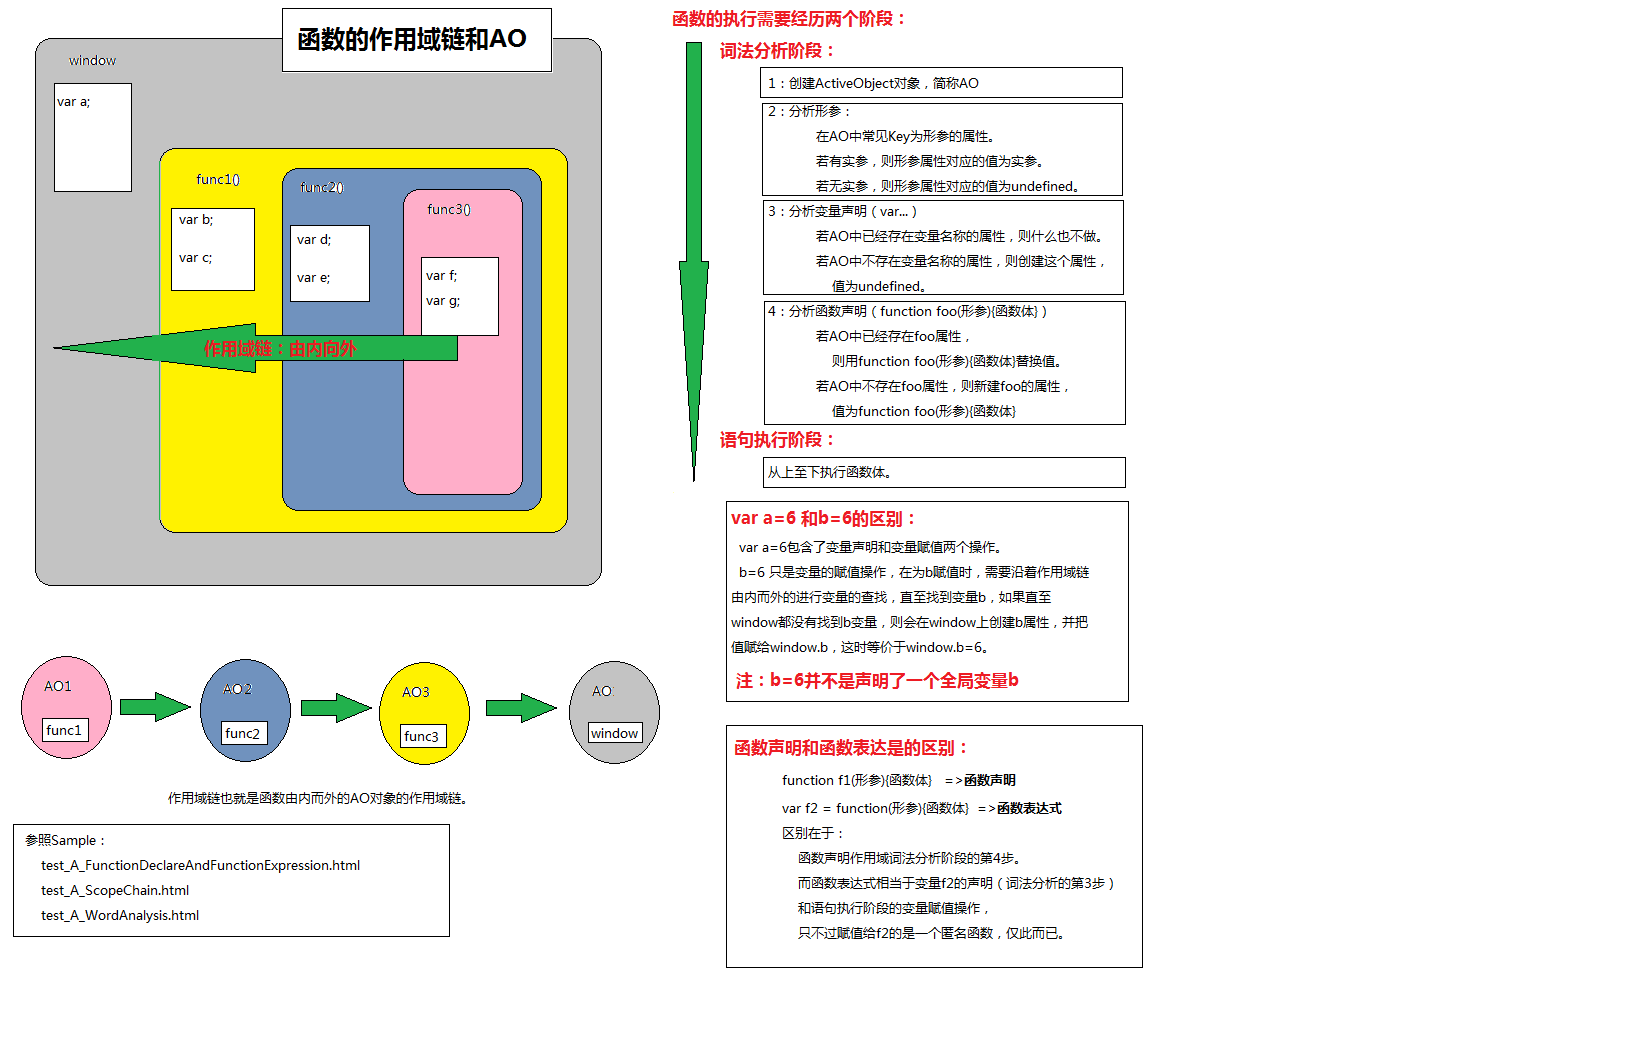 函数的作用域链和AO
window
var a;
func1()
var b;
var c;
func2()
var d;
var e;
func3()
var f;
var g;
作用域链：由内向外
AO1
func1
AO2
func2
AO3
func3
AO
window
作用域链也就是函数由内而外的AO对象的作用域链。
参照Sample：
test_A_FunctionDeclareAndFunctionExpression.html
test_A_ScopeChain.html
test_A_WordAnalysis.html
函数的执行需要经历两个阶段：
词法分析阶段：
1：创建ActiveObject对象，简称AO
2：分析形参：
在AO中常见Key为形参的属性。
若有实参，则形参属性对应的值为实参。
若无实参，则形参属性对应的值为undefined。
3：分析变量声明（var...）
若AO中已经存在变量名称的属性，则什么也不做。
若AO中不存在变量名称的属性，则创建这个属性，
值为undefined。
4：分析函数声明（function foo(形参){函数体}）
若AO中已经存在foo属性，
则用function foo(形参){函数体}替换值。
若AO中不存在foo属性，则新建foo的属性，
值为function foo(形参){函数体}
语句执行阶段：
从上至下执行函数体。
var a=6 和b=6的区别：
var a=6包含了变量声明和变量赋值两个操作。
b=6 只是变量的赋值操作，在为b赋值时，需要沿着作用域链
由内而外的进行变量的查找，直至找到变量b，如果直至
window都没有找到b变量，则会在window上创建b属性，并把
值赋给window.b，这时等价于window.b=6。
注：b=6并不是声明了一个全局变量b
函数声明和函数表达是的区别：
function f1(形参){函数体} =>函数声明
var f2 = function(形参){函数体} =>函数表达式
区别在于：
函数声明作用域词法分析阶段的第4步。
而函数表达式相当于变量f2的声明（词法分析的第3步）
和语句执行阶段的变量赋值操作，
只不过赋值给f2的是一个匿名函数，仅此而已。